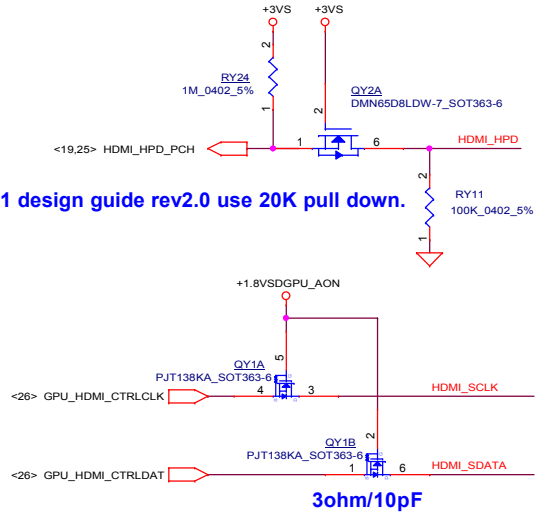 +3VS
+3VS
2
RY24
1M_0402_5%
1
QY2A
DMN65D8LDW-7_SOT363-6
2
<19,25> HDMI_HPD_PCH
1
6
HDMI_HPD
1 design guide rev2.0 use 20K pull down.
2
RY11
100K_0402_5%
1
+1.8VSDGPU_AON
QY1A
PJT138KA_SOT363-6
5
<26> GPU_HDMI_CTRLCLK
4
3
HDMI_SCLK
QY1B
PJT138KA_SOT363-6
2
<26> GPU_HDMI_CTRLDAT
1
6
HDMI_SDATA
3ohm/10pF